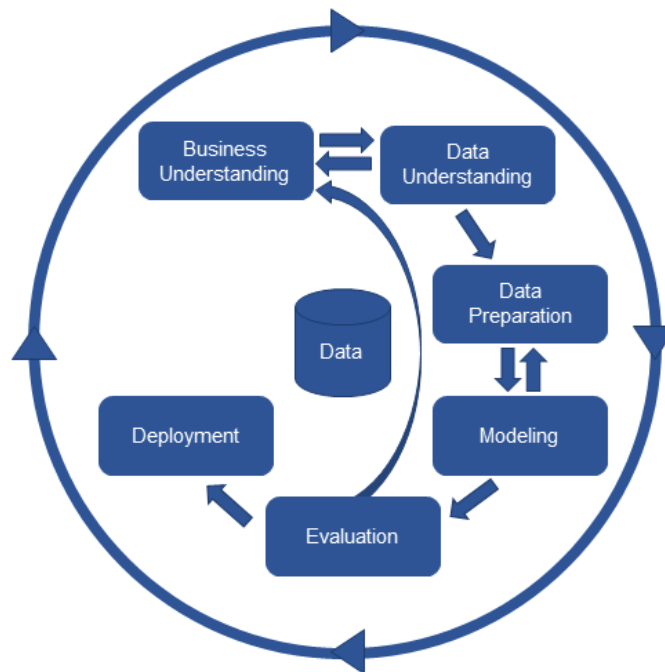 Business
Understanding
Data
Understanding
Data
Preparation
Data
Deployment
Modeling
Evaluation